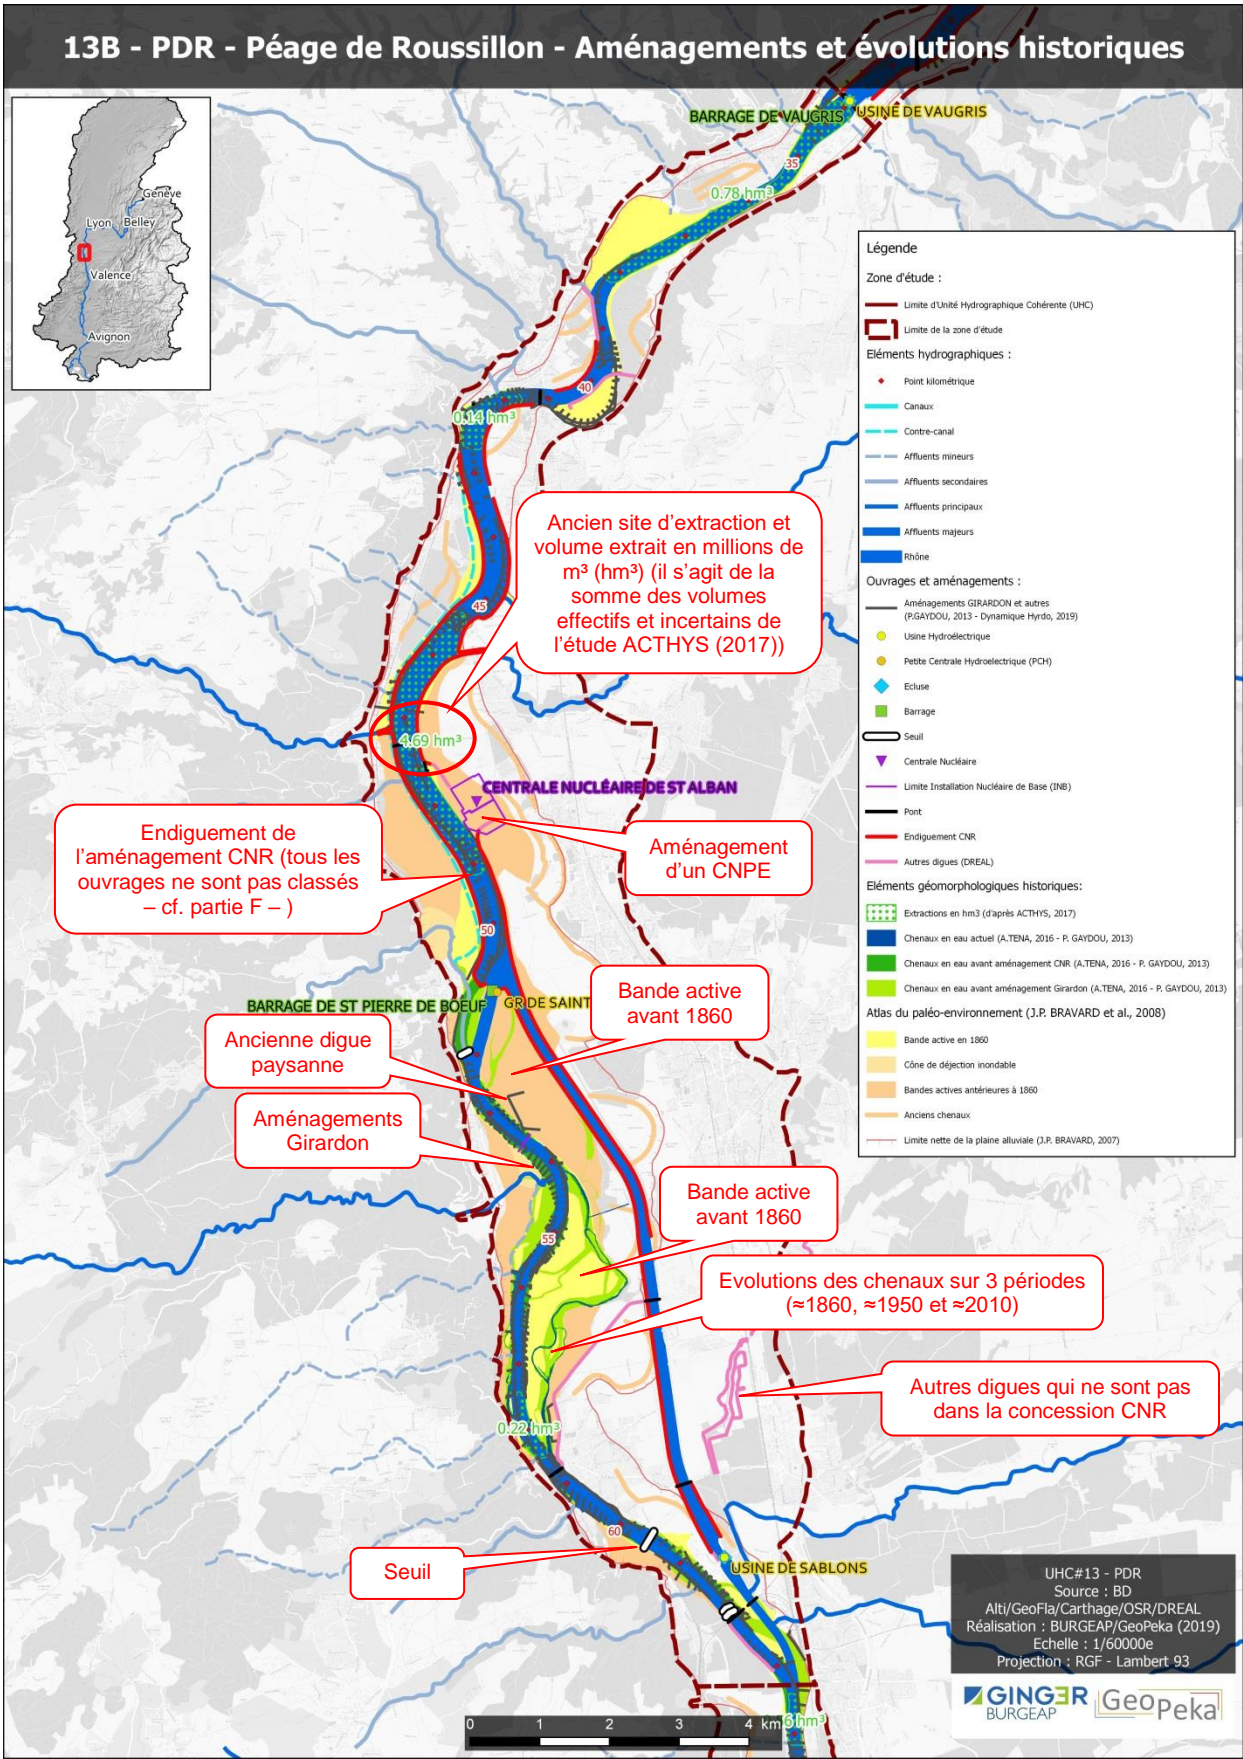 13B - PDR - Péage de Roussillon - Aménagements et évolutions historiques
Genève
Lyon
Belley
Valence
Avignon
BARRAGE DE VAUGRIS
USINE DE VAUGRIS
35
0.78 hm³
40
0.14 hm³
Légende
Zone d'étude :
Limite d'Unité Hydrographique Cohérente (UHC)
Limite de la zone d'étude
Eléments hydrographiques :
Point kilométrique
Canaux
Contre-canal
Affluents mineurs
Affluents secondaires
Affluents principaux
Affluents majeurs
Rhône
Ouvrages et aménagements :
Aménagements GIRARDON et autres
(P.GAYDOU, 2013 - Dynamique Hyrdo, 2019)
Usine Hydroélectrique
Petite Centrale Hydroelectrique (PCH)
Ecluse
Barrage
Seuil
Centrale Nucléaire
Limite Installation Nucléaire de Base (INB)
Pont
Endiguement CNR
Autres digues (DREAL)
Eléments géomorphologiques historiques:
Extractions en hm3 (d'après ACTHYS, 2017)
Chenaux en eau actuel (A.TENA, 2016 - P. GAYDOU, 2013)
Chenaux en eau avant aménagement CNR (A.TENA, 2016 - P. GAYDOU, 2013)
Chenaux en eau avant aménagement Girardon (A.TENA, 2016 - P. GAYDOU, 2013)
Atlas du paléo-environnement (J.P. BRAVARD et al., 2008)
Bande active en 1860
Cône de déjection inondable
Bandes actives antérieures à 1860
Anciens chenaux
Limite nette de la plaine alluviale (J.P. BRAVARD, 2007)
Ancien site d'extraction et
volume extrait en millions de
m³ (hm³) (il s'agit de la
somme des volumes
effectifs et incertains de
l'étude ACTHYS (2017))
45
4.69 hm³
CENTRALE NUCLÉAIRE DE ST ALBAN
Endiguement de
l'aménagement CNR (tous les
ouvrages ne sont pas classés
– cf. partie F – )
Aménagement
d'un CNPE
50
BARRAGE DE ST PIERRE DE BOEUF
GR DE SAINT
Bande active
avant 1860
Ancienne digue
paysanne
Aménagements
Girardon
Bande active
avant 1860
55
Evolutions des chenaux sur 3 périodes
(≈1860, ≈1950 et ≈2010)
Autres digues qui ne sont pas
dans la concession CNR
0.22 hm³
60
Seuil
USINE DE SABLONS
UHC#13 - PDR
Source : BD
Alti/GeoFla/Carthage/OSR/DREAL
Réalisation : BURGEAP/GeoPeka (2019)
Echelle : 1/60000e
Projection : RGF - Lambert 93
GINGER
BURGEAP
GeoPeka
0 1 2 3 4 km
6 hm³